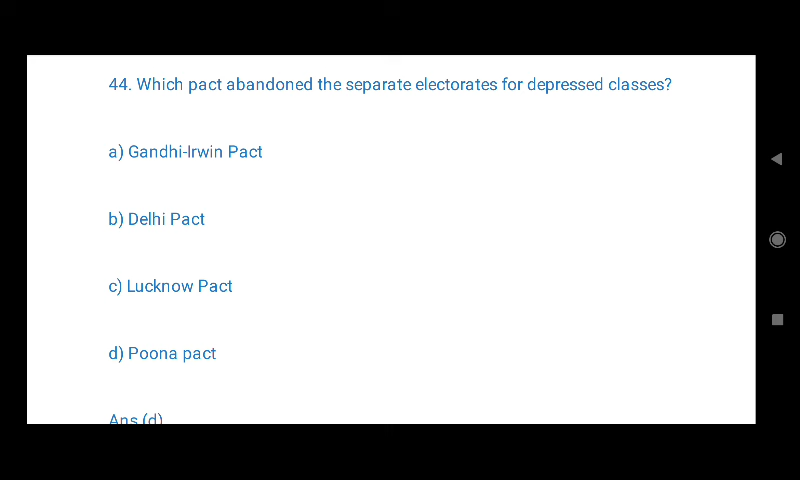 44. Which pact abandoned the separate electorates for depressed classes?
a) Gandhi-Irwin Pact
b) Delhi Pact
c) Lucknow Pact
d) Poona pact
Ans (d)